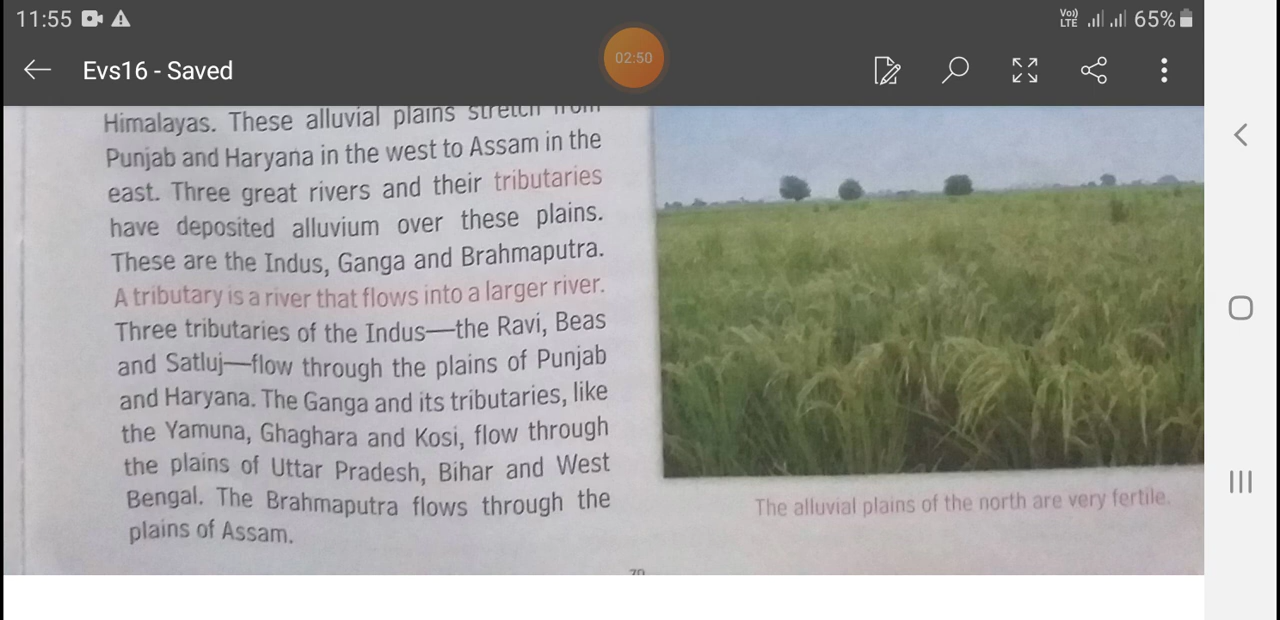 11:55
Vo)) LTE 65%
Evs16 - Saved
02:50
Himalayas. These alluvial plains stretch from
Punjab and Haryana in the west to Assam in the
east. Three great rivers and their tributaries
have deposited alluvium over these plains.
These are the Indus, Ganga and Brahmaputra.
A tributary is a river that flows into a larger river.
Three tributaries of the Indus—the Ravi, Beas
and Satluj—flow through the plains of Punjab
and Haryana. The Ganga and its tributaries, like
the Yamuna, Ghaghara and Kosi, flow through
the plains of Uttar Pradesh, Bihar and West
Bengal. The Brahmaputra flows through the
plains of Assam.
The alluvial plains of the north are very fertile.